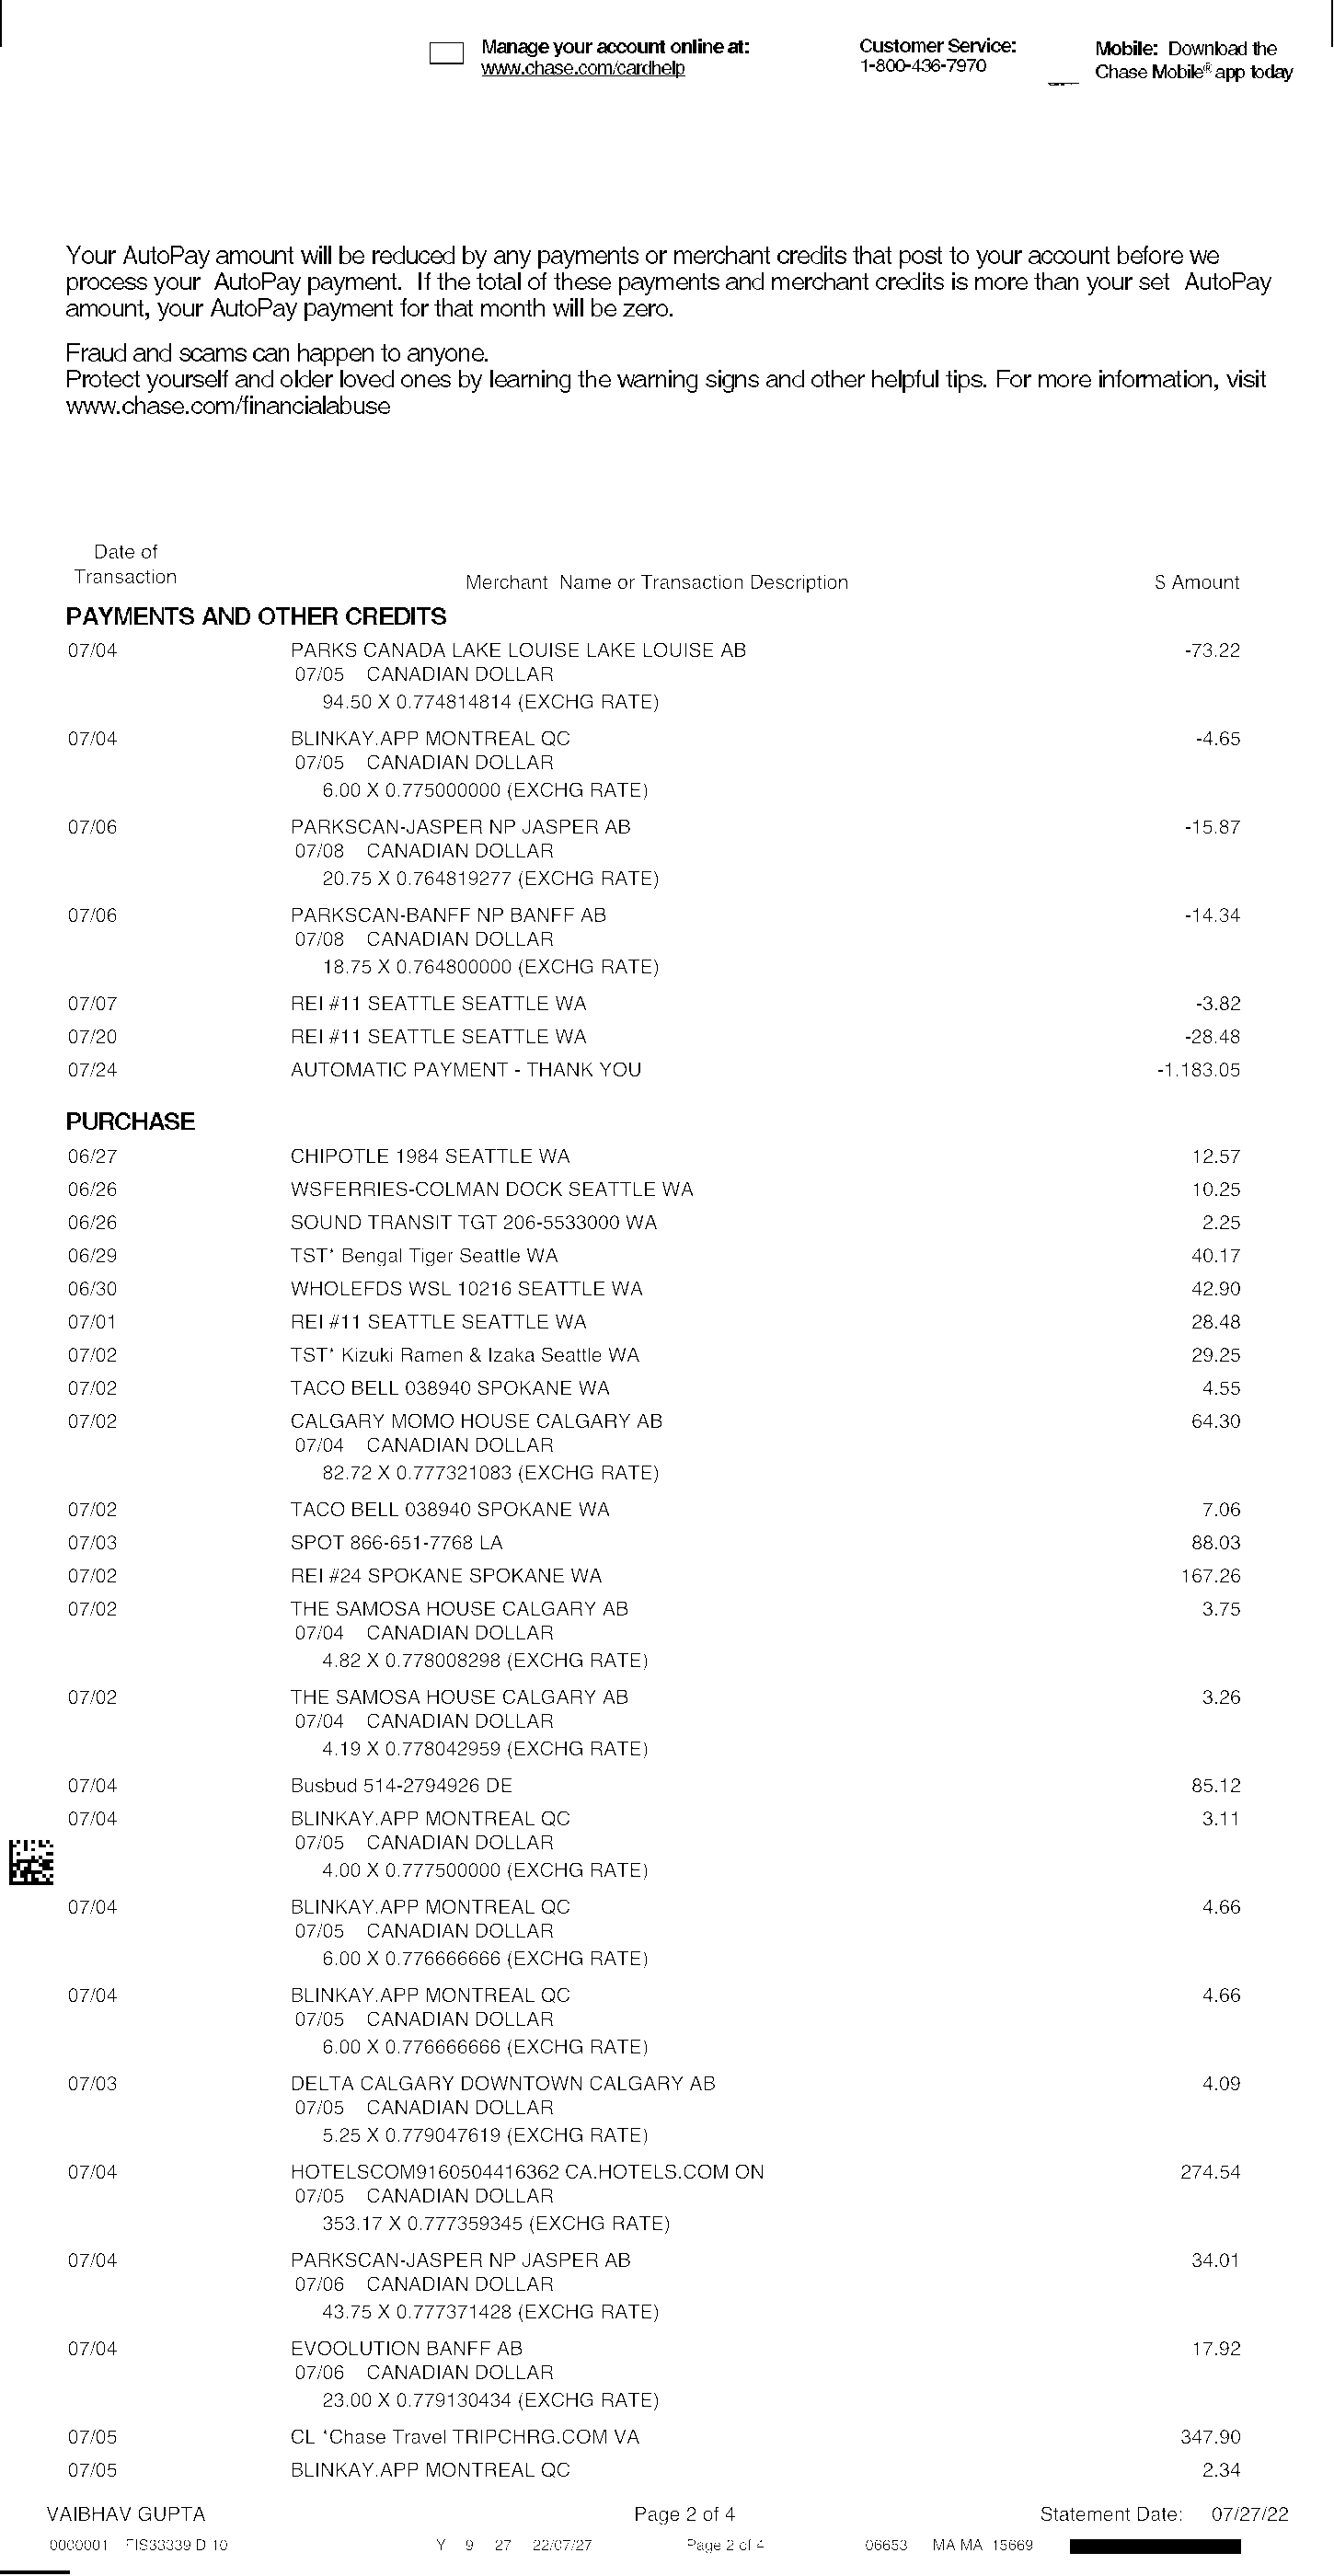 Manage your account online at:
www.chase.com/cardhelp
Customer Service:
1-800-436-7970
Mobile: Download the
Chase Mobile® app today
Your AutoPay amount will be reduced by any payments or merchant credits that post to your account before we
process your AutoPay payment. If the total of these payments and merchant credits is more than your set AutoPay
amount, your AutoPay payment for that month will be zero.
Fraud and scams can happen to anyone.
Protect yourself and older loved ones by learning the warning signs and other helpful tips. For more information, visit
www.chase.com/financialabuse
Date of
Transaction
Merchant Name or Transaction Description
$ Amount
PAYMENTS AND OTHER CREDITS
07/04 PARKS CANADA LAKE LOUISE LAKE LOUISE AB -73.22
07/05 CANADIAN DOLLAR
94.50 X 0.774814814 (EXCHG RATE)
07/04 BLINKAY.APP MONTREAL QC -4.65
07/05 CANADIAN DOLLAR
6.00 X 0.775000000 (EXCHG RATE)
07/06 PARKSCAN-JASPER NP JASPER AB -15.87
07/08 CANADIAN DOLLAR
20.75 X 0.764819277 (EXCHG RATE)
07/06 PARKSCAN-BANFF NP BANFF AB -14.34
07/08 CANADIAN DOLLAR
18.75 X 0.764800000 (EXCHG RATE)
07/07 REI #11 SEATTLE SEATTLE WA -3.82
07/20 REI #11 SEATTLE SEATTLE WA -28.48
07/24 AUTOMATIC PAYMENT - THANK YOU -1,183.05
PURCHASE
06/27 CHIPOTLE 1984 SEATTLE WA 12.57
06/26 WSFERRIES-COLMAN DOCK SEATTLE WA 10.25
06/26 SOUND TRANSIT TGT 206-5533000 WA 2.25
06/29 TST* Bengal Tiger Seattle WA 40.17
06/30 WHOLEFDS WSL 10216 SEATTLE WA 42.90
07/01 REI #11 SEATTLE SEATTLE WA 28.48
07/02 TST* Kizuki Ramen & Izaka Seattle WA 29.25
07/02 TACO BELL 038940 SPOKANE WA 4.55
07/02 CALGARY MOMO HOUSE CALGARY AB 64.30
07/04 CANADIAN DOLLAR
82.72 X 0.777321083 (EXCHG RATE)
07/02 TACO BELL 038940 SPOKANE WA 7.06
07/03 SPOT 866-651-7768 LA 88.03
07/02 REI #24 SPOKANE SPOKANE WA 167.26
07/02 THE SAMOSA HOUSE CALGARY AB 3.75
07/04 CANADIAN DOLLAR
4.82 X 0.778008298 (EXCHG RATE)
07/02 THE SAMOSA HOUSE CALGARY AB 3.26
07/04 CANADIAN DOLLAR
4.19 X 0.778042959 (EXCHG RATE)
07/04 Busbud 514-2794926 DE 85.12
07/04 BLINKAY.APP MONTREAL QC 3.11
07/05 CANADIAN DOLLAR
4.00 X 0.777500000 (EXCHG RATE)
07/04 BLINKAY.APP MONTREAL QC 4.66
07/05 CANADIAN DOLLAR
6.00 X 0.776666666 (EXCHG RATE)
07/04 BLINKAY.APP MONTREAL QC 4.66
07/05 CANADIAN DOLLAR
6.00 X 0.776666666 (EXCHG RATE)
07/03 DELTA CALGARY DOWNTOWN CALGARY AB 4.09
07/05 CANADIAN DOLLAR
5.25 X 0.779047619 (EXCHG RATE)
07/04 HOTELSCOM9160504416362 CA.HOTELS.COM ON 274.54
07/05 CANADIAN DOLLAR
353.17 X 0.777359345 (EXCHG RATE)
07/04 PARKSCAN-JASPER NP JASPER AB 34.01
07/06 CANADIAN DOLLAR
43.75 X 0.777371428 (EXCHG RATE)
07/04 EVOOLUTION BANFF AB 17.92
07/06 CANADIAN DOLLAR
23.00 X 0.779130434 (EXCHG RATE)
07/05 CL *Chase Travel TRIPCHRG.COM VA 347.90
07/05 BLINKAY.APP MONTREAL QC 2.34
VAIBHAV GUPTA Page 2 of 4 Statement Date: 07/27/22
0000001 FIS33339 D 10 Y 9 27 22/07/27 Page 2 of 4 06653 MA MA 15669